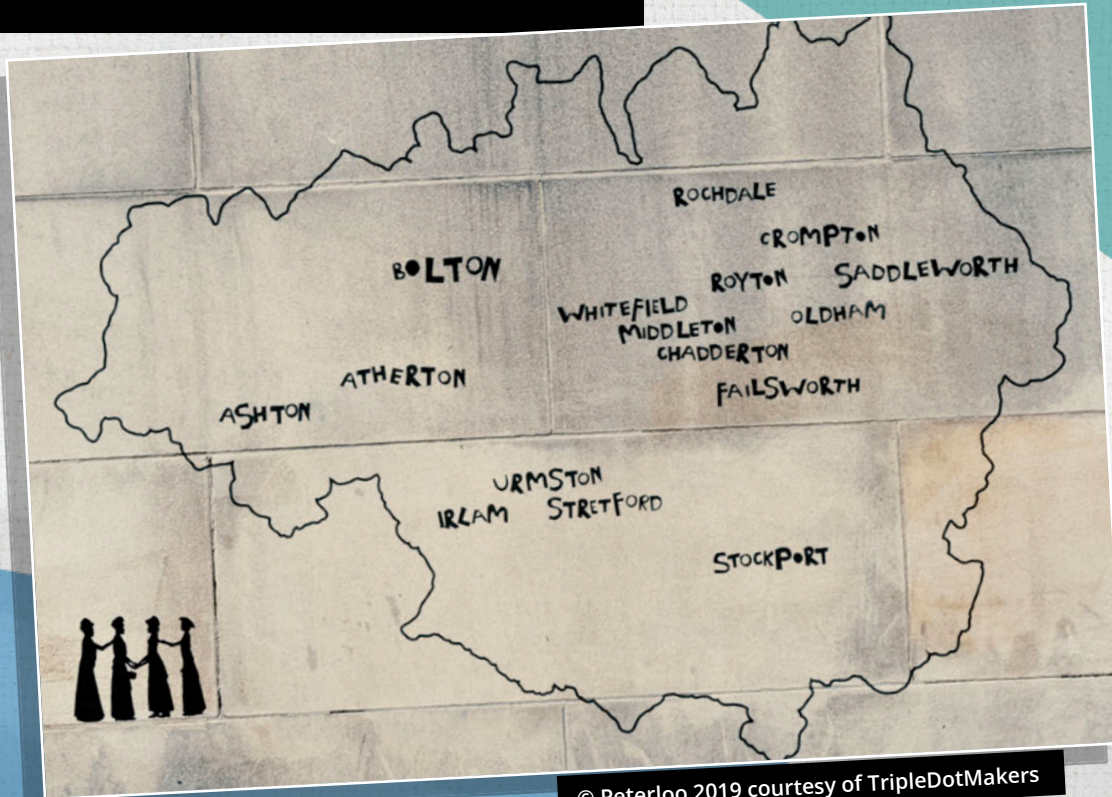 ROCHDALE
CROMPTON
ROYTON
SADDLEWORTH
BOLTON
WHITEFIELD
OLDHAM
MIDDLETON
CHADDERTON
ATHERTON
FAILSWORTH
ASHTON
URMSTON
IRLAM
STRETFORD
STOCKPORT
© Peterloo 2019 courtesy of TripleDotMakers